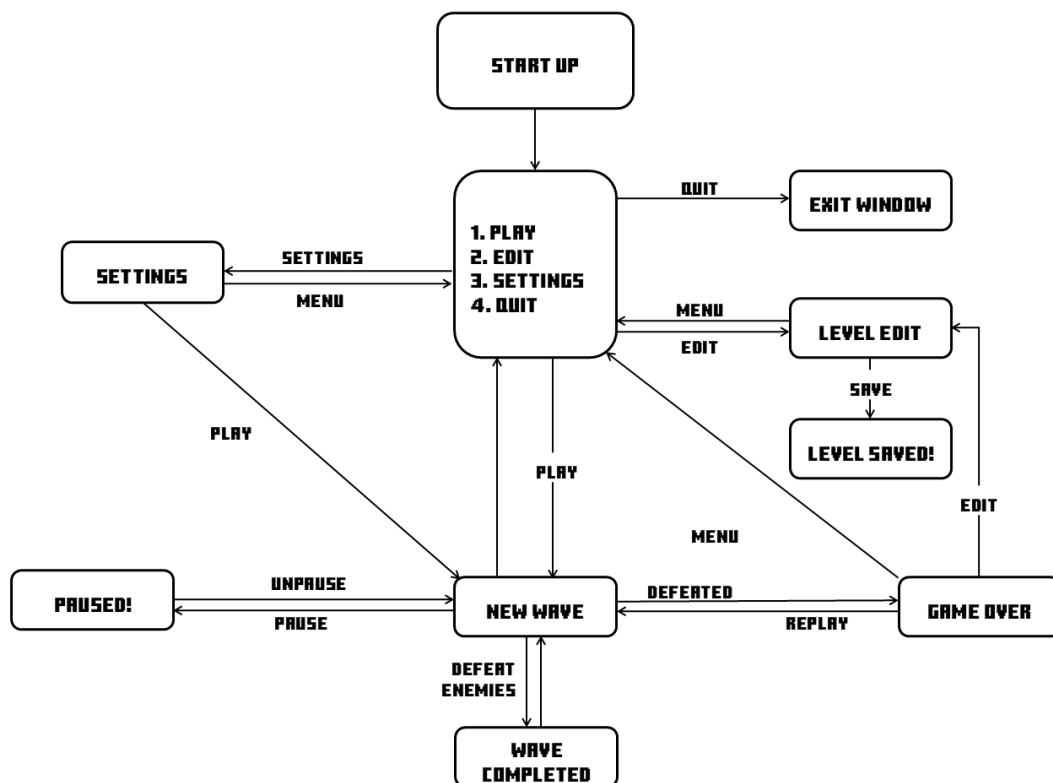 START UP
QUIT
EXIT WINDOW
1. PLAY
2. EDIT
3. SETTINGS
4. QUIT
SETTINGS
SETTINGS
MENU
MENU
EDIT
LEVEL EDIT
SAVE
LEVEL SAVED!
PLAY
PLAY
EDIT
MENU
PAUSED!
UNPAUSE
PAUSE
NEW WAVE
DEFEATED
REPLAY
GAME OVER
DEFEAT
ENEMIES
WAVE
COMPLETED